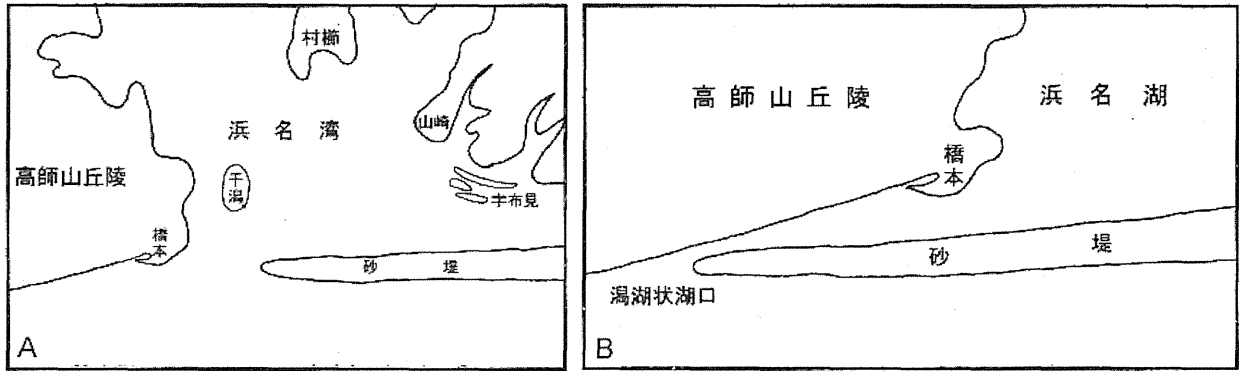 村櫛
山崎
浜名湾
高師山丘陵
干潟
宇布見
橋本
砂堤
A
高師山丘陵
浜名湖
橋本
砂堤
潟湖状湖口
B